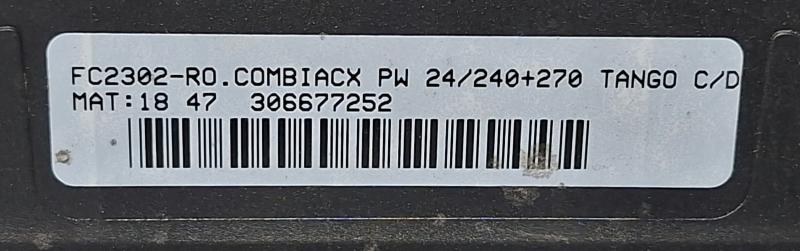 FC2302-RO.COMBIACX PW 24/240+270 TANGO C/D
MAT:18 47 306677252